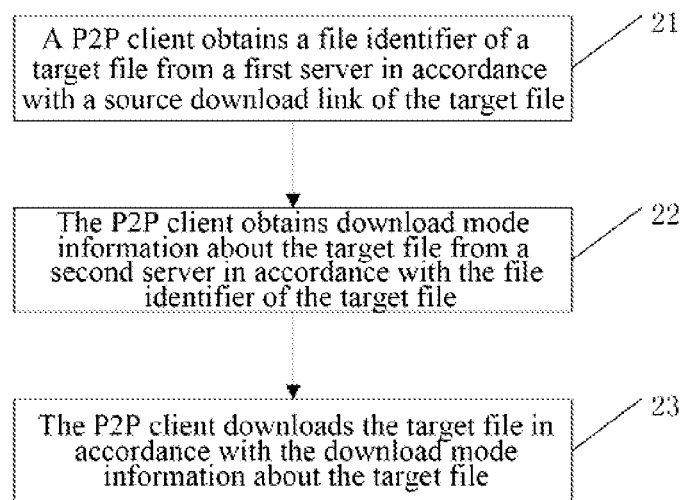 A P2P client obtains a file identifier of a
target file from a first server in accordance
with a source download link of the target file
21
The P2P client obtains download mode
information about the target file from a
second server in accordance with the file
identifier of the target file
22
The P2P client downloads the target file in
accordance with the download mode
information about the target file
23